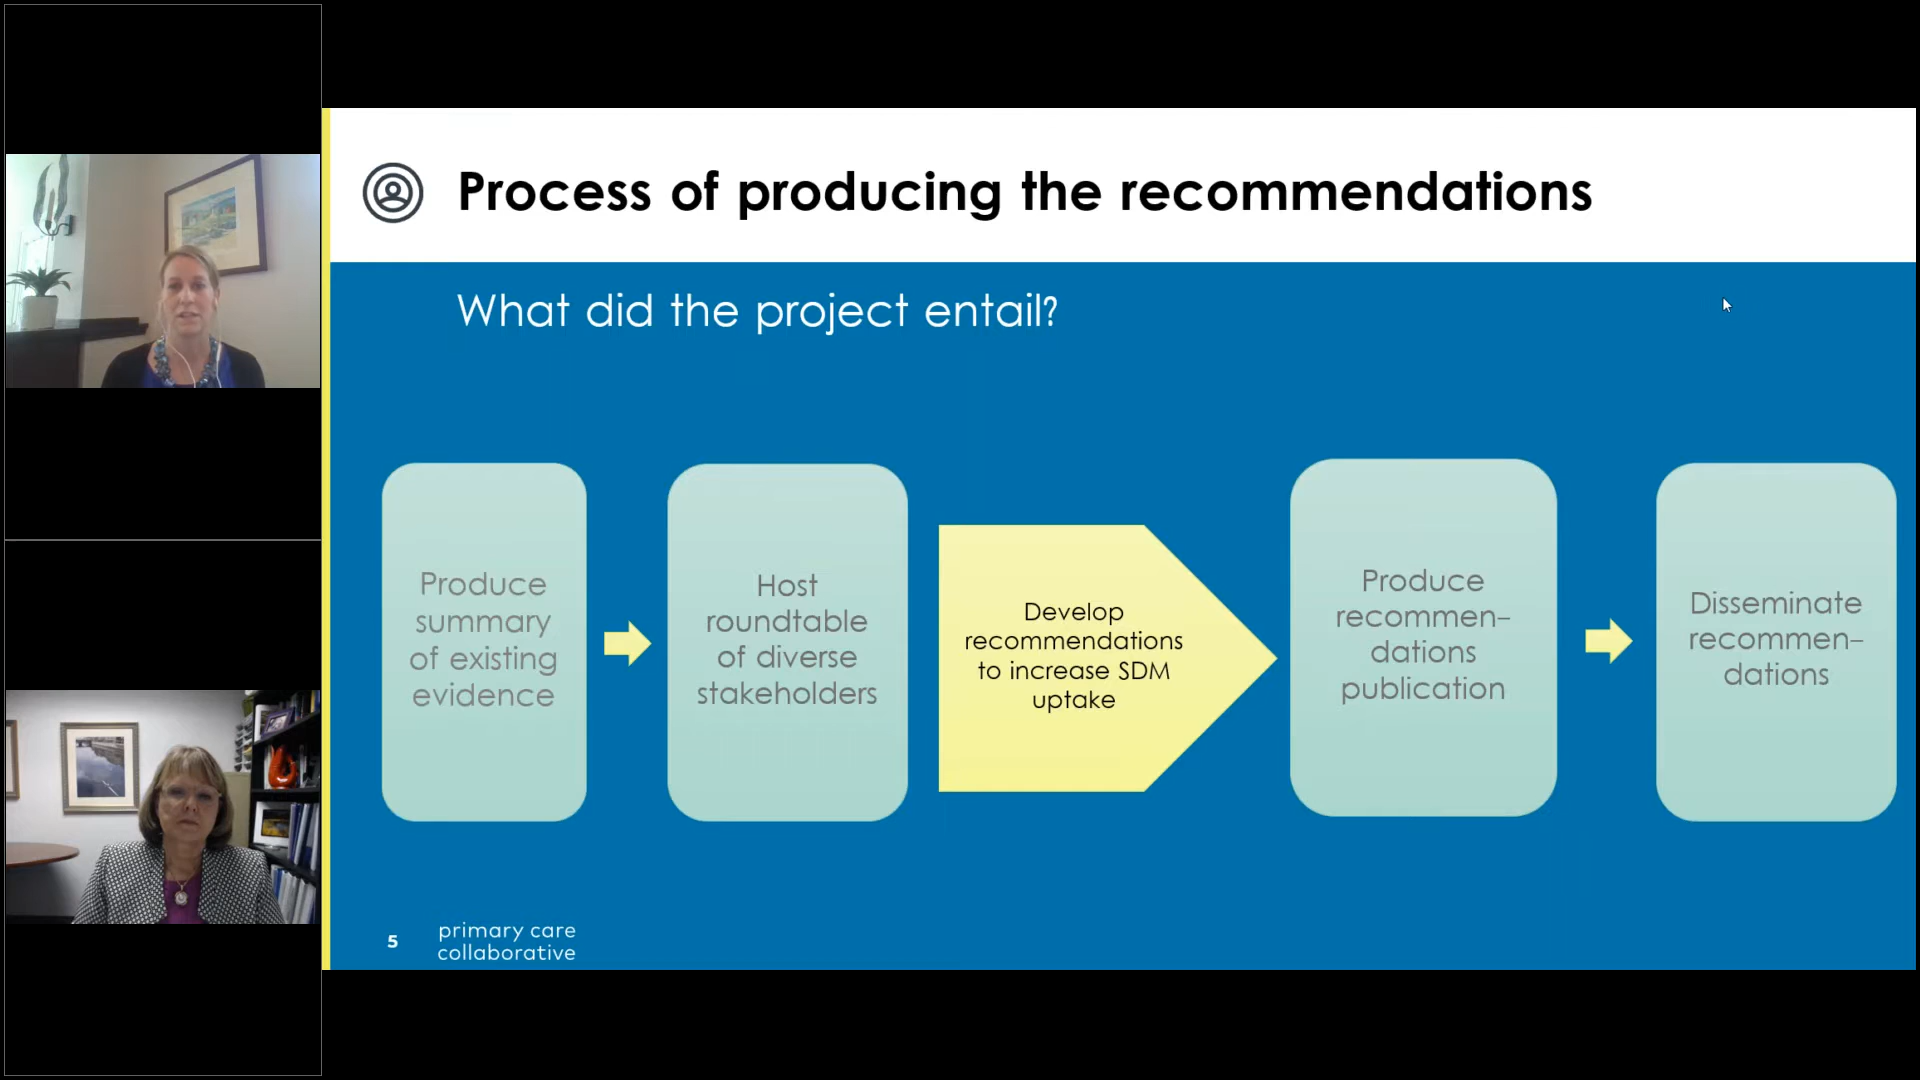 Process of producing the recommendations
What did the project entail?
Produce
summary
of existing
evidence
Host
roundtable
of diverse
stakeholders
Develop
recommendations
to increase SDM
uptake
Produce
recommen-
dations
publication
Disseminate
recommen-
dations
5
primary care
collaborative